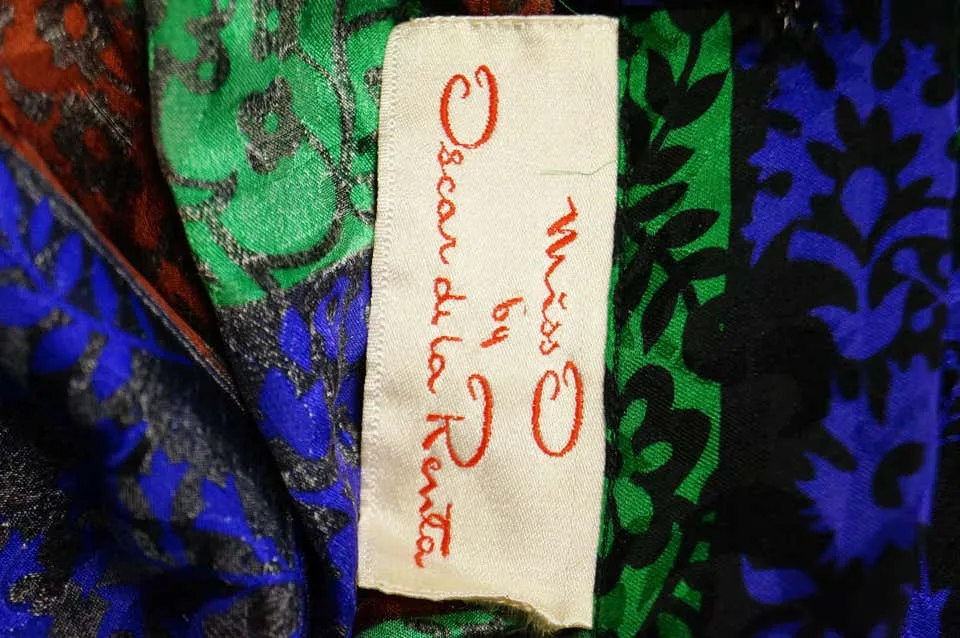 Miss O
by
Oscar de la Renta